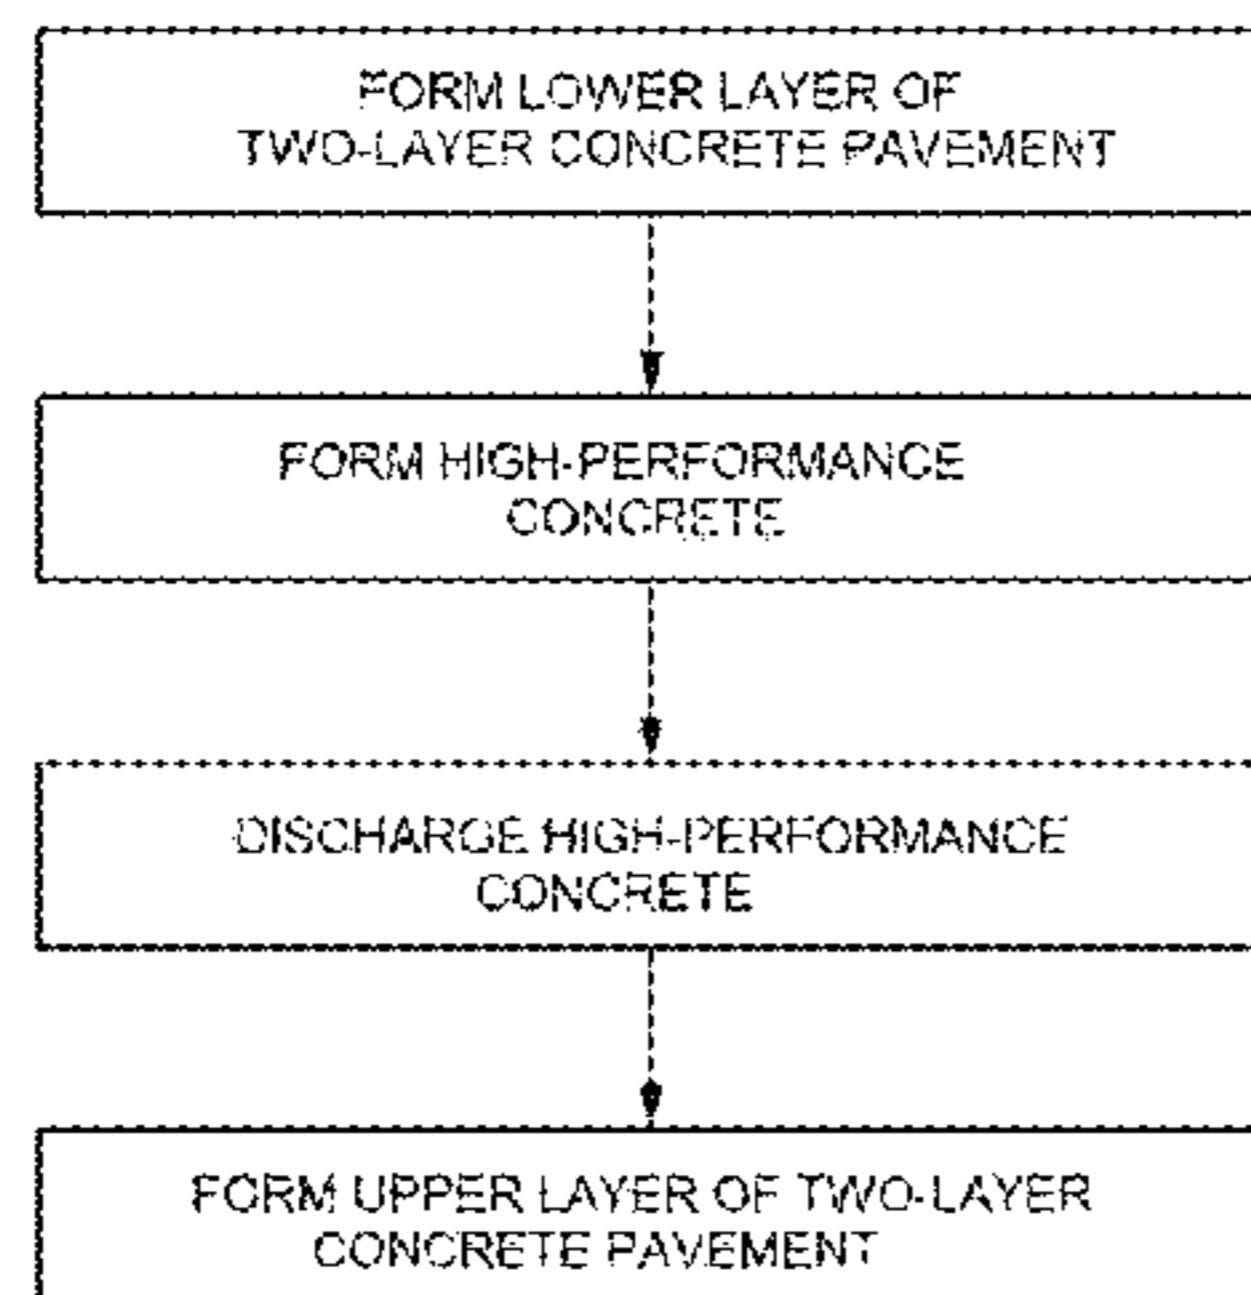 FORM LOWER LAYER OF
TWO-LAYER CONCRETE PAVEMENT
FORM HIGH-PERFORMANCE
CONCRETE
DISCHARGE HIGH-PERFORMANCE
CONCRETE
FORM UPPER LAYER OF TWO-LAYER
CONCRETE PAVEMENT